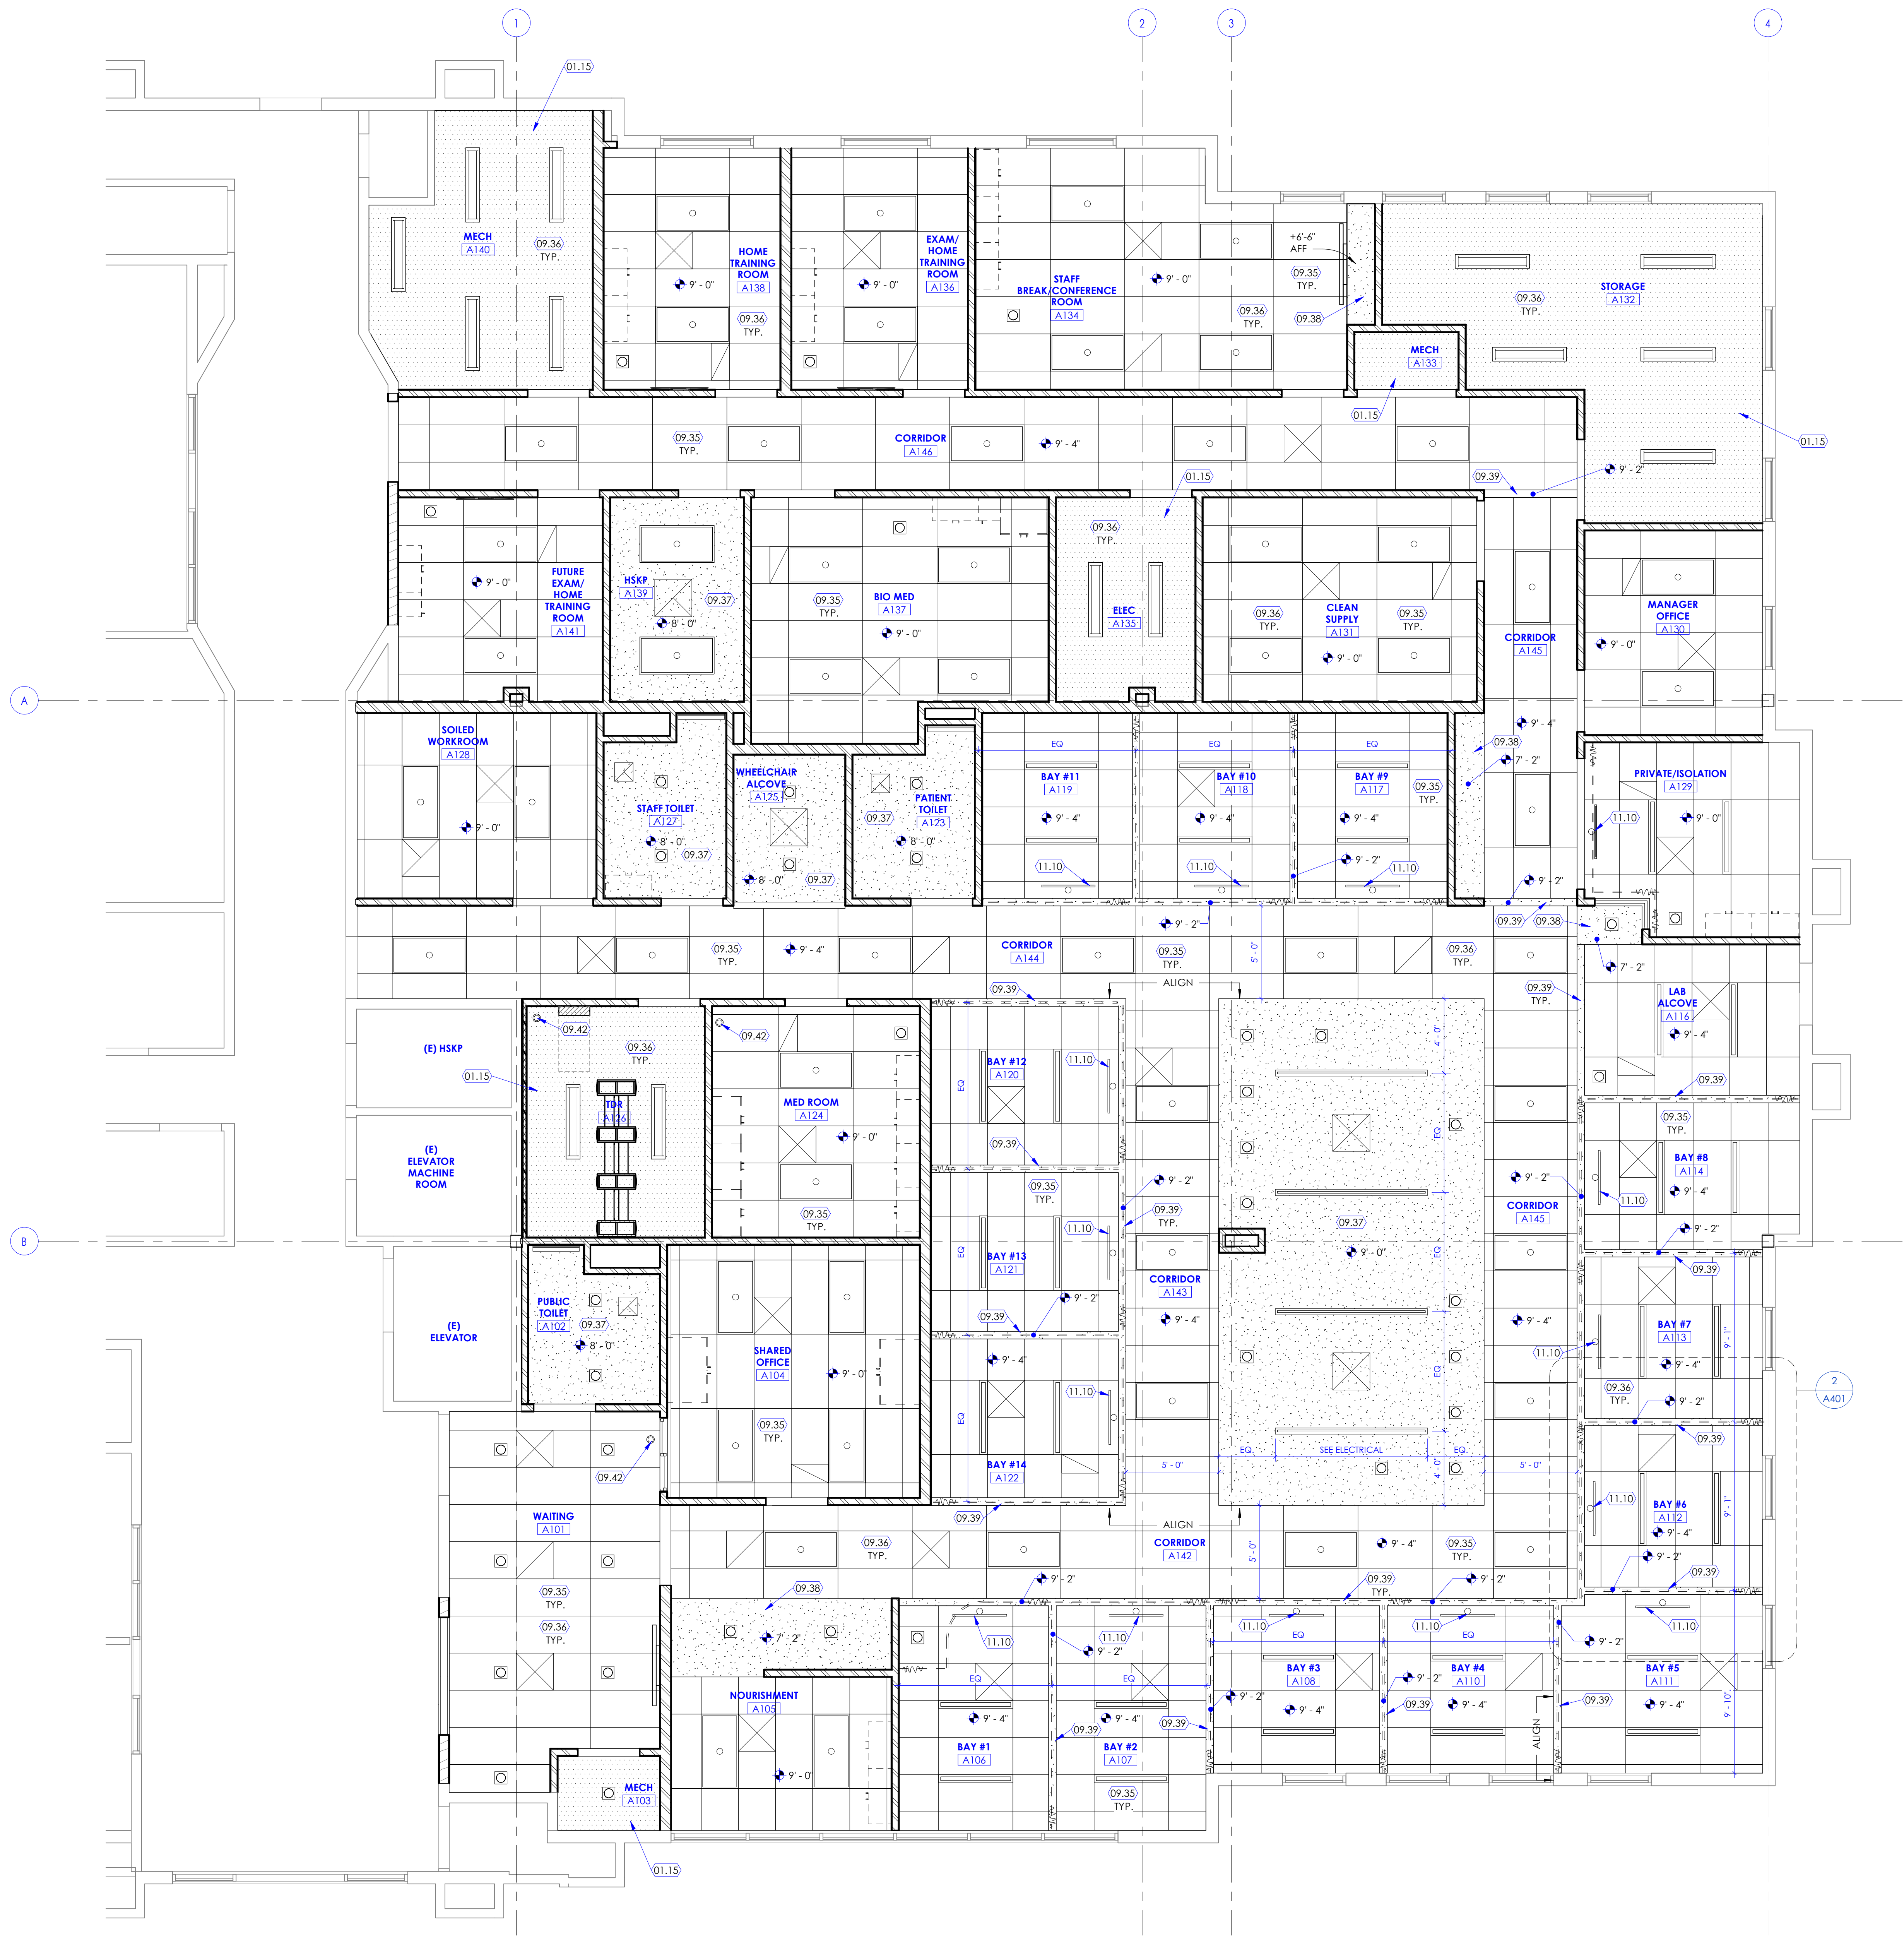 1
2
3
4
01.15
MECH
A140
09.36
TYP.
HOME
TRAINING
ROOM
A138
9' - 0"
09.36
TYP.
EXAM/
HOME
TRAINING
ROOM
A136
9' - 0"
STAFF
BREAK/CONFERENCE
ROOM
A134
9' - 0"
+6'-6"
AFF
09.35
TYP.
09.36
TYP.
09.38
STORAGE
A132
09.36
TYP.
MECH
A133
01.15
01.15
09.35
TYP.
CORRIDOR
A146
9' - 4"
9' - 2"
09.39
01.15
FUTURE
EXAM/
HOME
TRAINING
ROOM
A141
9' - 0"
HSKP
A139
09.37
8' - 0"
09.35
TYP.
BIO MED
A137
9' - 0"
09.36
TYP.
ELEC
A135
09.36
TYP.
CLEAN
SUPPLY
A131
09.35
TYP.
9' - 0"
CORRIDOR
A145
MANAGER
OFFICE
A130
9' - 0"
A
SOILED
WORKROOM
A128
9' - 0"
STAFF TOILET
A127
8' - 0"
09.37
WHEELCHAIR
ALCOVE
A125
8' - 0"
09.37
PATIENT
TOILET
A123
09.37
8' - 0"
EQ
EQ
EQ
BAY #11
A119
9' - 4"
11.10
BAY #10
A118
9' - 4"
11.10
BAY #9
A117
09.35
TYP.
9' - 4"
9' - 2"
11.10
9' - 4"
09.38
7' - 2"
9' - 2"
PRIVATE/ISOLATION
A129
11.10
9' - 0"
09.35
TYP.
9' - 4"
CORRIDOR
A144
9' - 2"
09.35
TYP.
5' - 0"
09.36
TYP.
09.39
09.38
7' - 2"
ALIGN
09.39
09.39
TYP.
LAB
ALCOVE
A116
9' - 4"
09.39
(E) HSKP
01.15
09.42
09.36
TYP.
TDR
A126
09.42
MED ROOM
A124
9' - 0"
09.35
TYP.
BAY #12
A120
EQ
11.10
09.39
4' - 0"
EQ
(E)
ELEVATOR
MACHINE
ROOM
09.35
TYP.
9' - 2"
09.39
TYP.
9' - 2"
CORRIDOR
A145
09.35
TYP.
BAY #8
A114
9' - 4"
11.10
9' - 2"
B
BAY #13
A121
EQ
11.10
9' - 2"
09.39
CORRIDOR
A143
9' - 4"
09.37
9' - 0"
EQ
9' - 4"
09.39
(E)
ELEVATOR
PUBLIC
TOILET
A102
09.37
8' - 0"
SHARED
OFFICE
A104
9' - 0"
09.35
TYP.
9' - 4"
EQ
11.10
BAY #14
A122
09.39
EQ
BAY #7
A113
9' - 4"
9' - 1"
11.10
09.36
TYP.
9' - 2"
2
A401
09.39
09.42
5' - 0"
EQ.
SEE ELECTRICAL
EQ.
4' - 0"
5' - 0"
11.10
BAY #6
A112
9' - 4"
9' - 1"
9' - 2"
09.39
WAITING
A101
09.35
TYP.
09.36
TYP.
09.36
TYP.
ALIGN
CORRIDOR
A142
5' - 0"
9' - 4"
09.35
TYP.
09.38
7' - 2"
9' - 2"
09.39
TYP.
9' - 2"
11.10
11.10
9' - 2"
11.10
11.10
9' - 2"
11.10
EQ
EQ
EQ
EQ
NOURISHMENT
A105
9' - 0"
9' - 4"
BAY #1
A106
9' - 4"
09.39
BAY #2
A107
09.35
TYP.
09.39
9' - 2"
BAY #3
A108
9' - 4"
9' - 2"
09.39
BAY #4
A110
9' - 4"
ALIGN
09.39
BAY #5
A111
9' - 4"
9' - 10"
MECH
A103
01.15